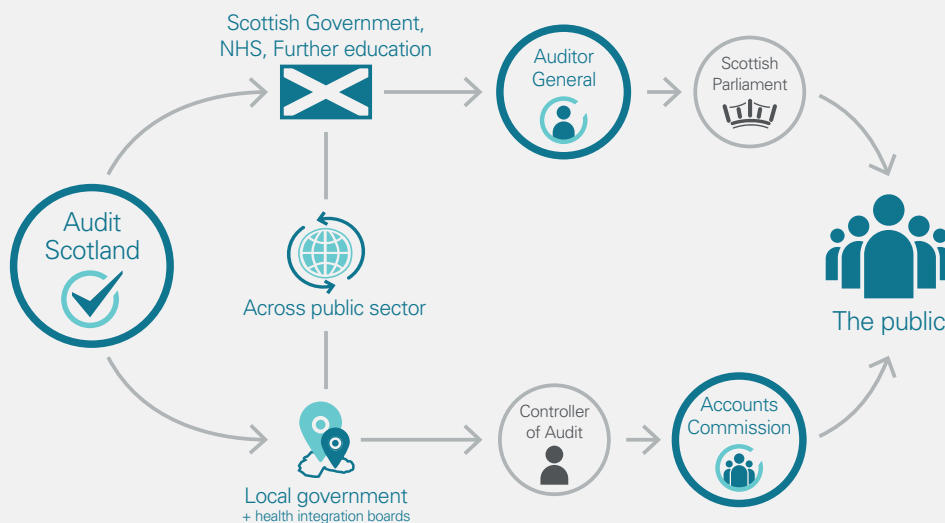 Scottish Government,
NHS, Further education
Auditor
General
Scottish
Parliament
Audit
Scotland
Across public sector
The public
Controller
of Audit
Accounts
Commission
Local government
+ health integration boards